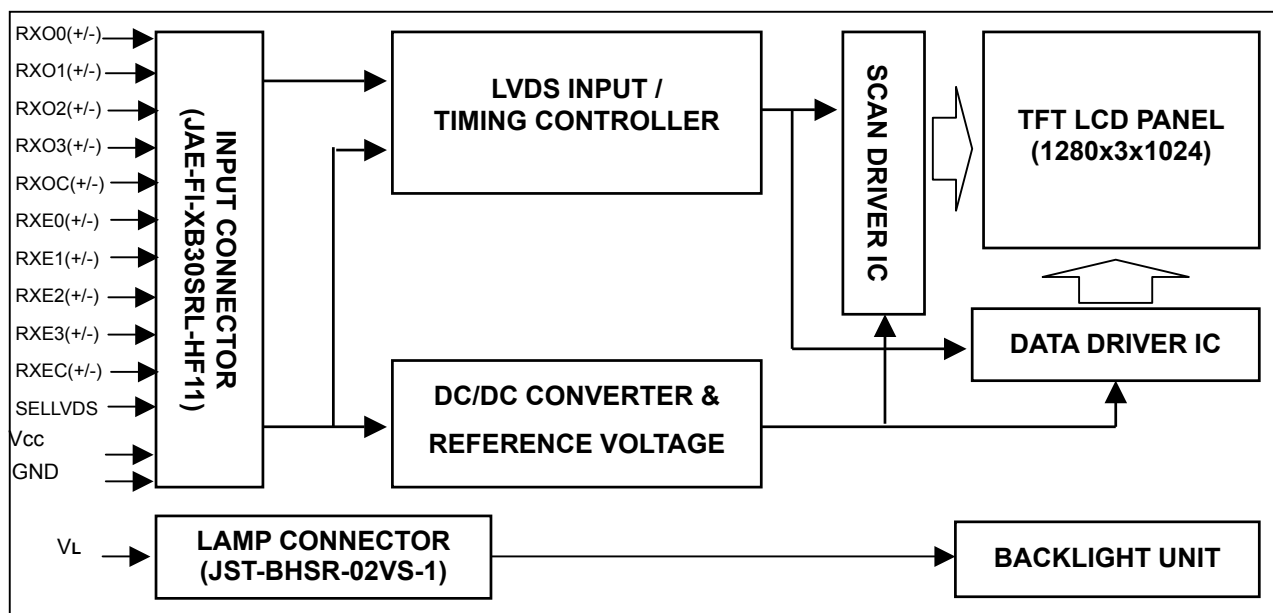 RXO0(+/-)
RXO1(+/-)
RXO2(+/-)
RXO3(+/-)
RXOC(+/-)
RXE0(+/-)
RXE1(+/-)
RXE2(+/-)
RXE3(+/-)
RXEC(+/-)
SELLVDS
Vcc
GND
INPUT CONNECTOR
(JAE-FI-XB30SRL-HF11)
LVDS INPUT /
TIMING CONTROLLER
SCAN DRIVER IC
TFT LCD PANEL
(1280x3x1024)
DATA DRIVER IC
DC/DC CONVERTER &
REFERENCE VOLTAGE
VL
LAMP CONNECTOR
(JST-BHSR-02VS-1)
BACKLIGHT UNIT